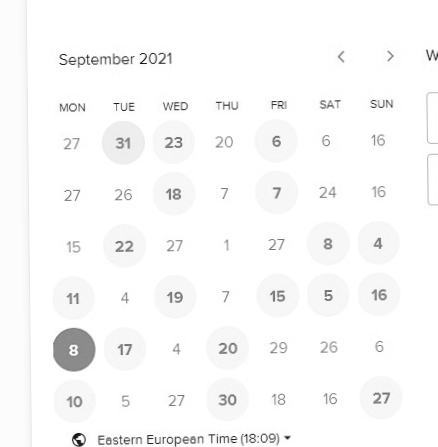 September 2021 < > W
MON TUE WED THU FRI SAT SUN
27 31 23 20 6 6 16
27 26 18 7 7 24 16
15 22 27 1 27 8 4
11 4 19 7 15 5 16
8 17 4 20 29 26 6
10 5 27 30 18 16 27
Eastern European Time (18:09)